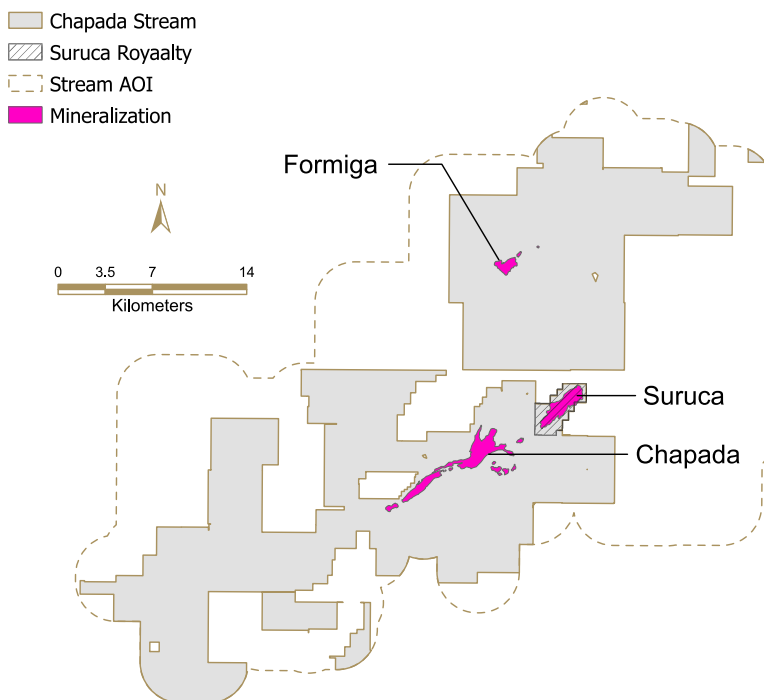 Chapada Stream
Suruca Royaalty
Stream AOI
Mineralization
Formiga
N
0 3.5 7 14
Kilometers
Suruca
Chapada